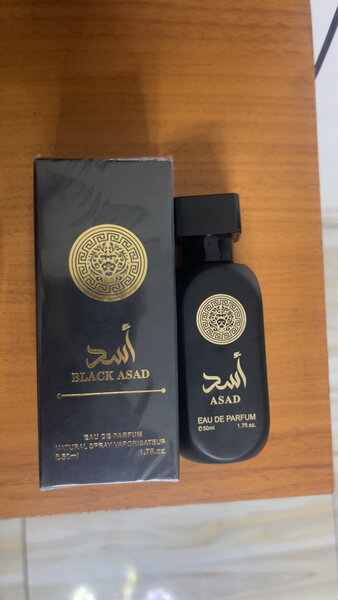 أسد
BLACK ASAD
EAU DE PARFUM
NATURAL SPRAY VAPORISATEUR
℮50ml 1.76.oz.
أسد
ASAD
EAU DE PARFUM
℮50ml 1.7fl.oz.